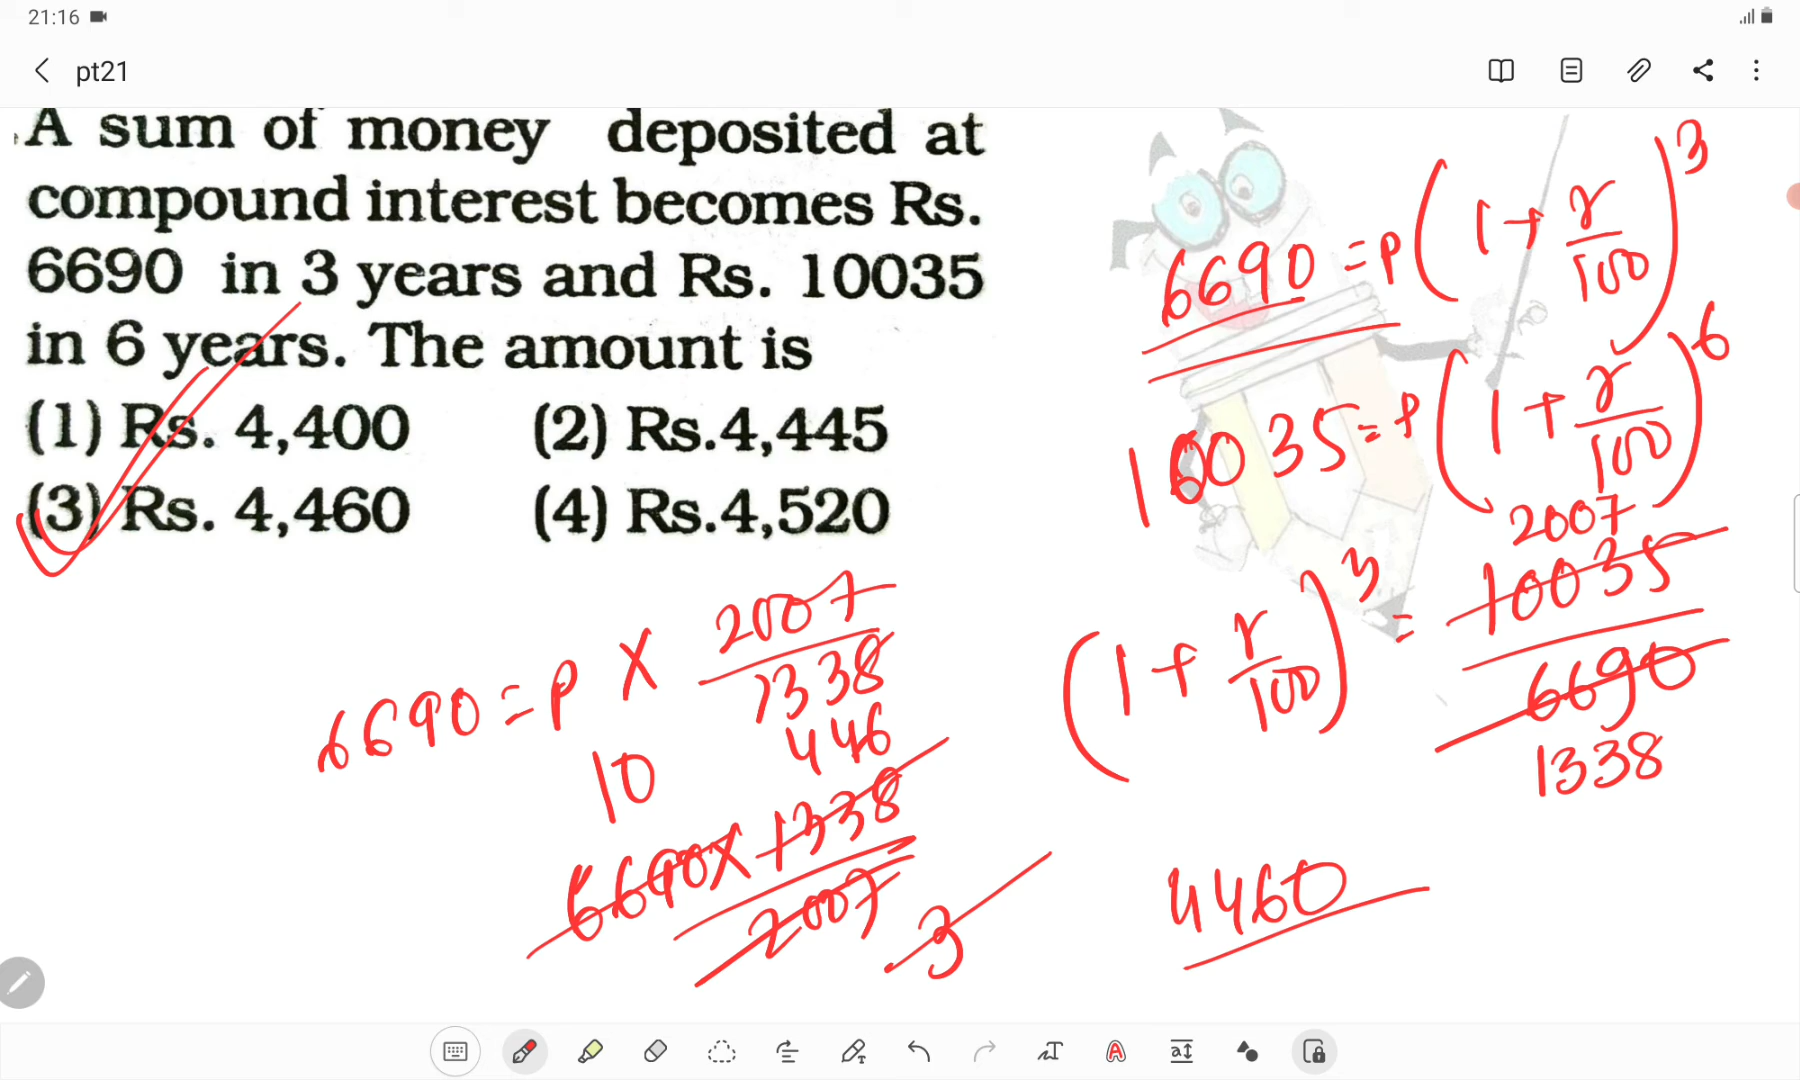 21:16
pt21
A sum of money deposited at
compound interest becomes Rs.
6690 in 3 years and Rs. 10035
in 6 years. The amount is
(1) Rs. 4,400 (2) Rs.4,445
(3) Rs. 4,460 (4) Rs.4,520
6690 = P(1+r/100)^3
10035 = P(1+r/100)^6
(1+r/100)^3 = 10035/6690
2007
1338
6690 = P X 2007/1338
10 446
6690 X 1338
2007 3
4460